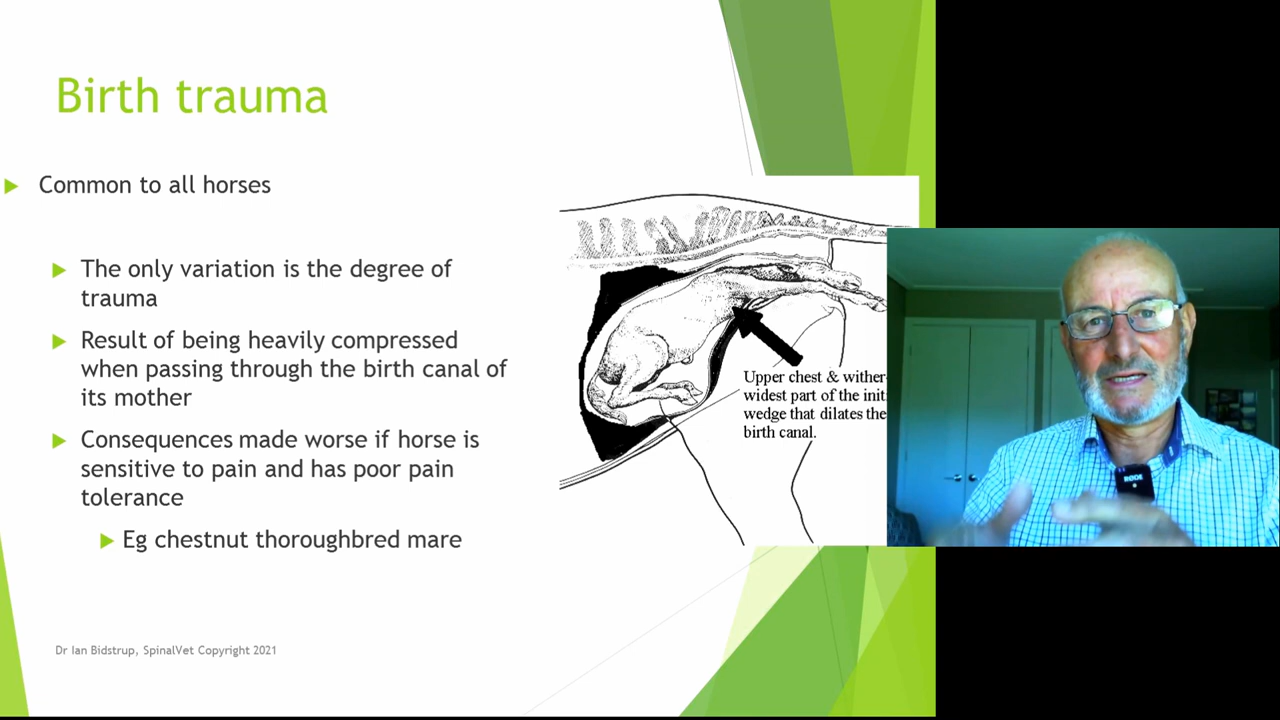 Birth trauma
Common to all horses
The only variation is the degree of
trauma
Result of being heavily compressed
when passing through the birth canal of
its mother
Consequences made worse if horse is
sensitive to pain and has poor pain
tolerance
Eg chestnut thoroughbred mare
Upper chest & wither
widest part of the init
wedge that dilates the
birth canal.
RØDE
Dr Ian Bidstrup, SpinalVet Copyright 2021